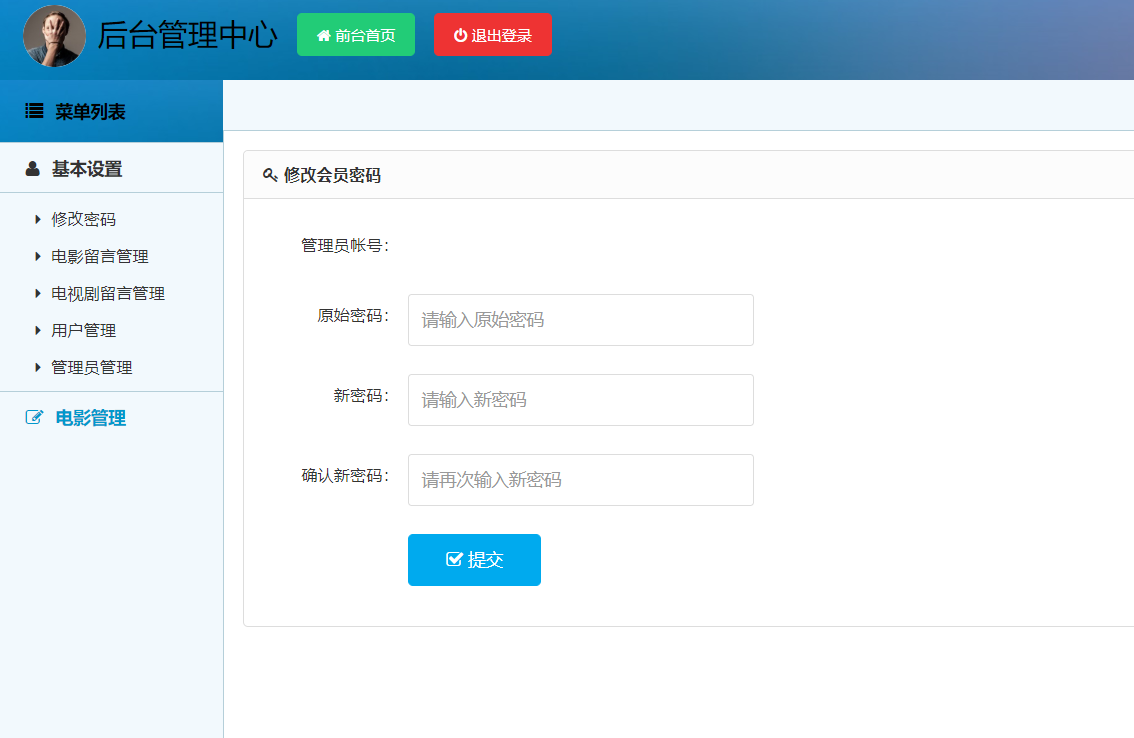 后台管理中心
前台首页
退出登录
菜单列表
基本设置
修改密码
电影留言管理
电视剧留言管理
用户管理
管理员管理
电影管理
修改会员密码
管理员帐号：
原始密码： 请输入原始密码
新密码： 请输入新密码
确认新密码： 请再次输入新密码
提交